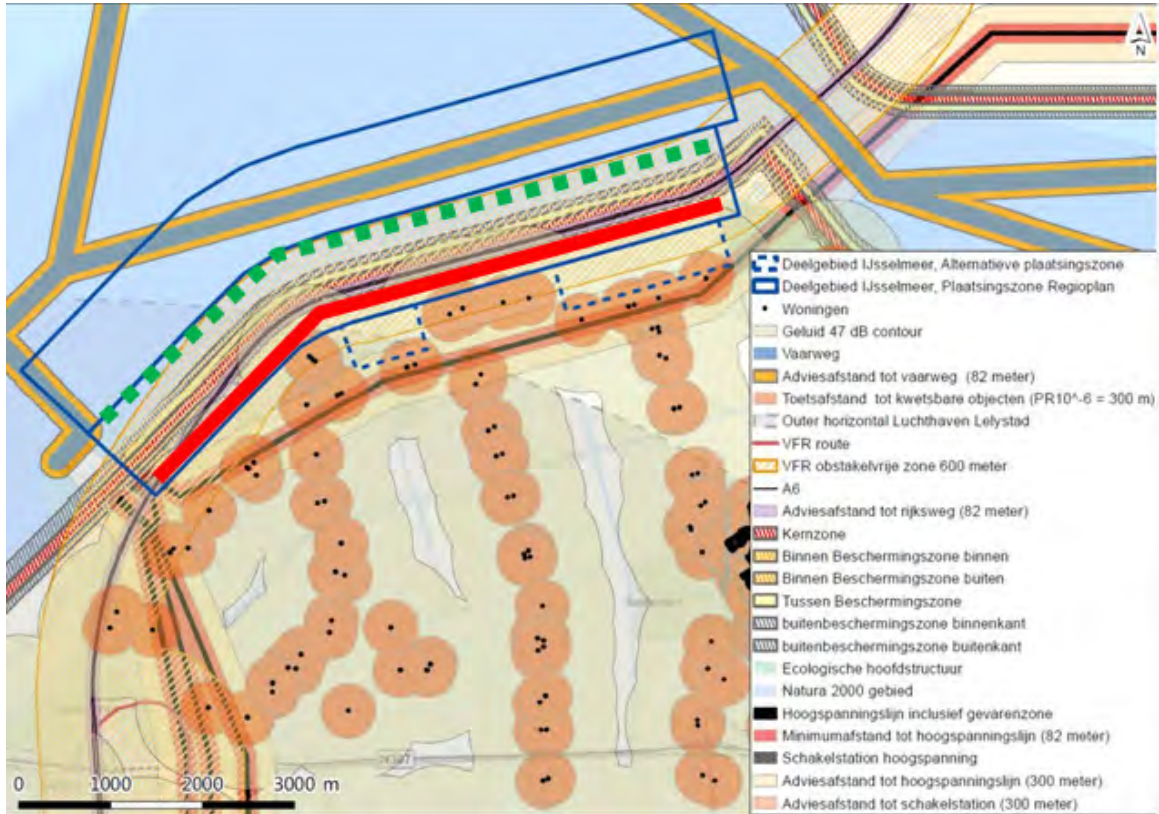 N
Deelgebied IJsselmeer, Alternatieve plaatsingszone
Deelgebied IJsselmeer, Plaatsingszone Regioplan
Woningen
Geluid 47 dB contour
Vaarweg
Adviesafstand tot vaarweg (82 meter)
Toetsafstand tot kwetsbare objecten (PR10^-6 = 300 m)
Outer horizontal Luchthaven Lelystad
VFR route
VFR obstakelvrije zone 600 meter
A6
Adviesafstand tot rijksweg (82 meter)
Kernzone
Binnen Beschermingszone binnen
Binnen Beschermingszone buiten
Tussen Beschermingszone
buitenbeschermingszone binnenkant
buitenbeschermingszone buitenkant
Ecologische hoofdstructuur
Natura 2000 gebied
Hoogspanningslijn inclusief gevarenzone
Minimumafstand tot hoogspanningslijn (82 meter)
Schakelstation hoogspanning
Adviesafstand tot hoogspanningslijn (300 meter)
Adviesafstand tot schakelstation (300 meter)
0 1000 2000 3000 m